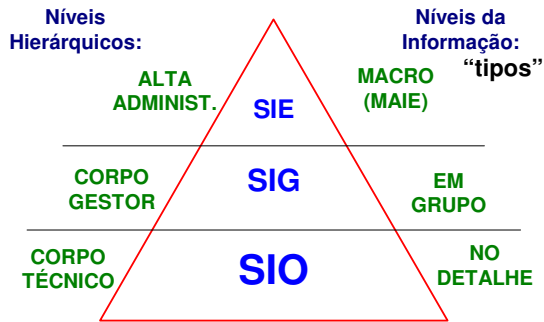 Níveis
Hierárquicos:
Níveis da
Informação:
“tipos”
ALTA
ADMINIST.
SIE
MACRO
(MAIE)
CORPO
GESTOR
SIG
EM
GRUPO
CORPO
TÉCNICO
SIO
NO
DETALHE